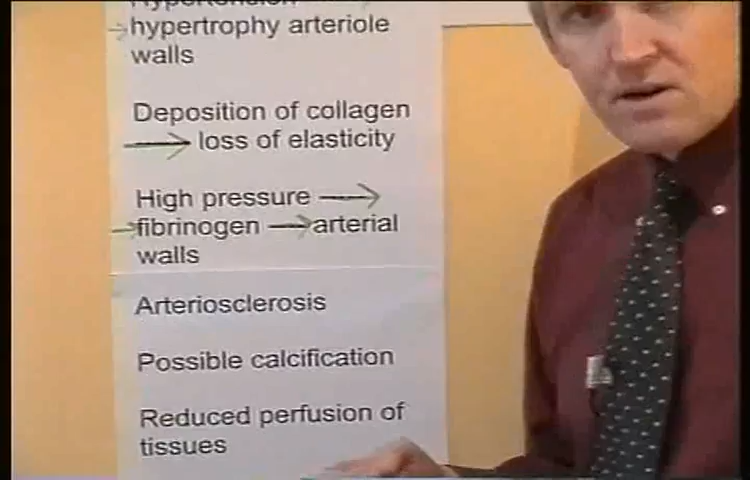 Hypertension
→hypertrophy arteriole
walls
Deposition of collagen
→ loss of elasticity
High pressure →
→fibrinogen →arterial
walls
Arteriosclerosis
Possible calcification
Reduced perfusion of
tissues